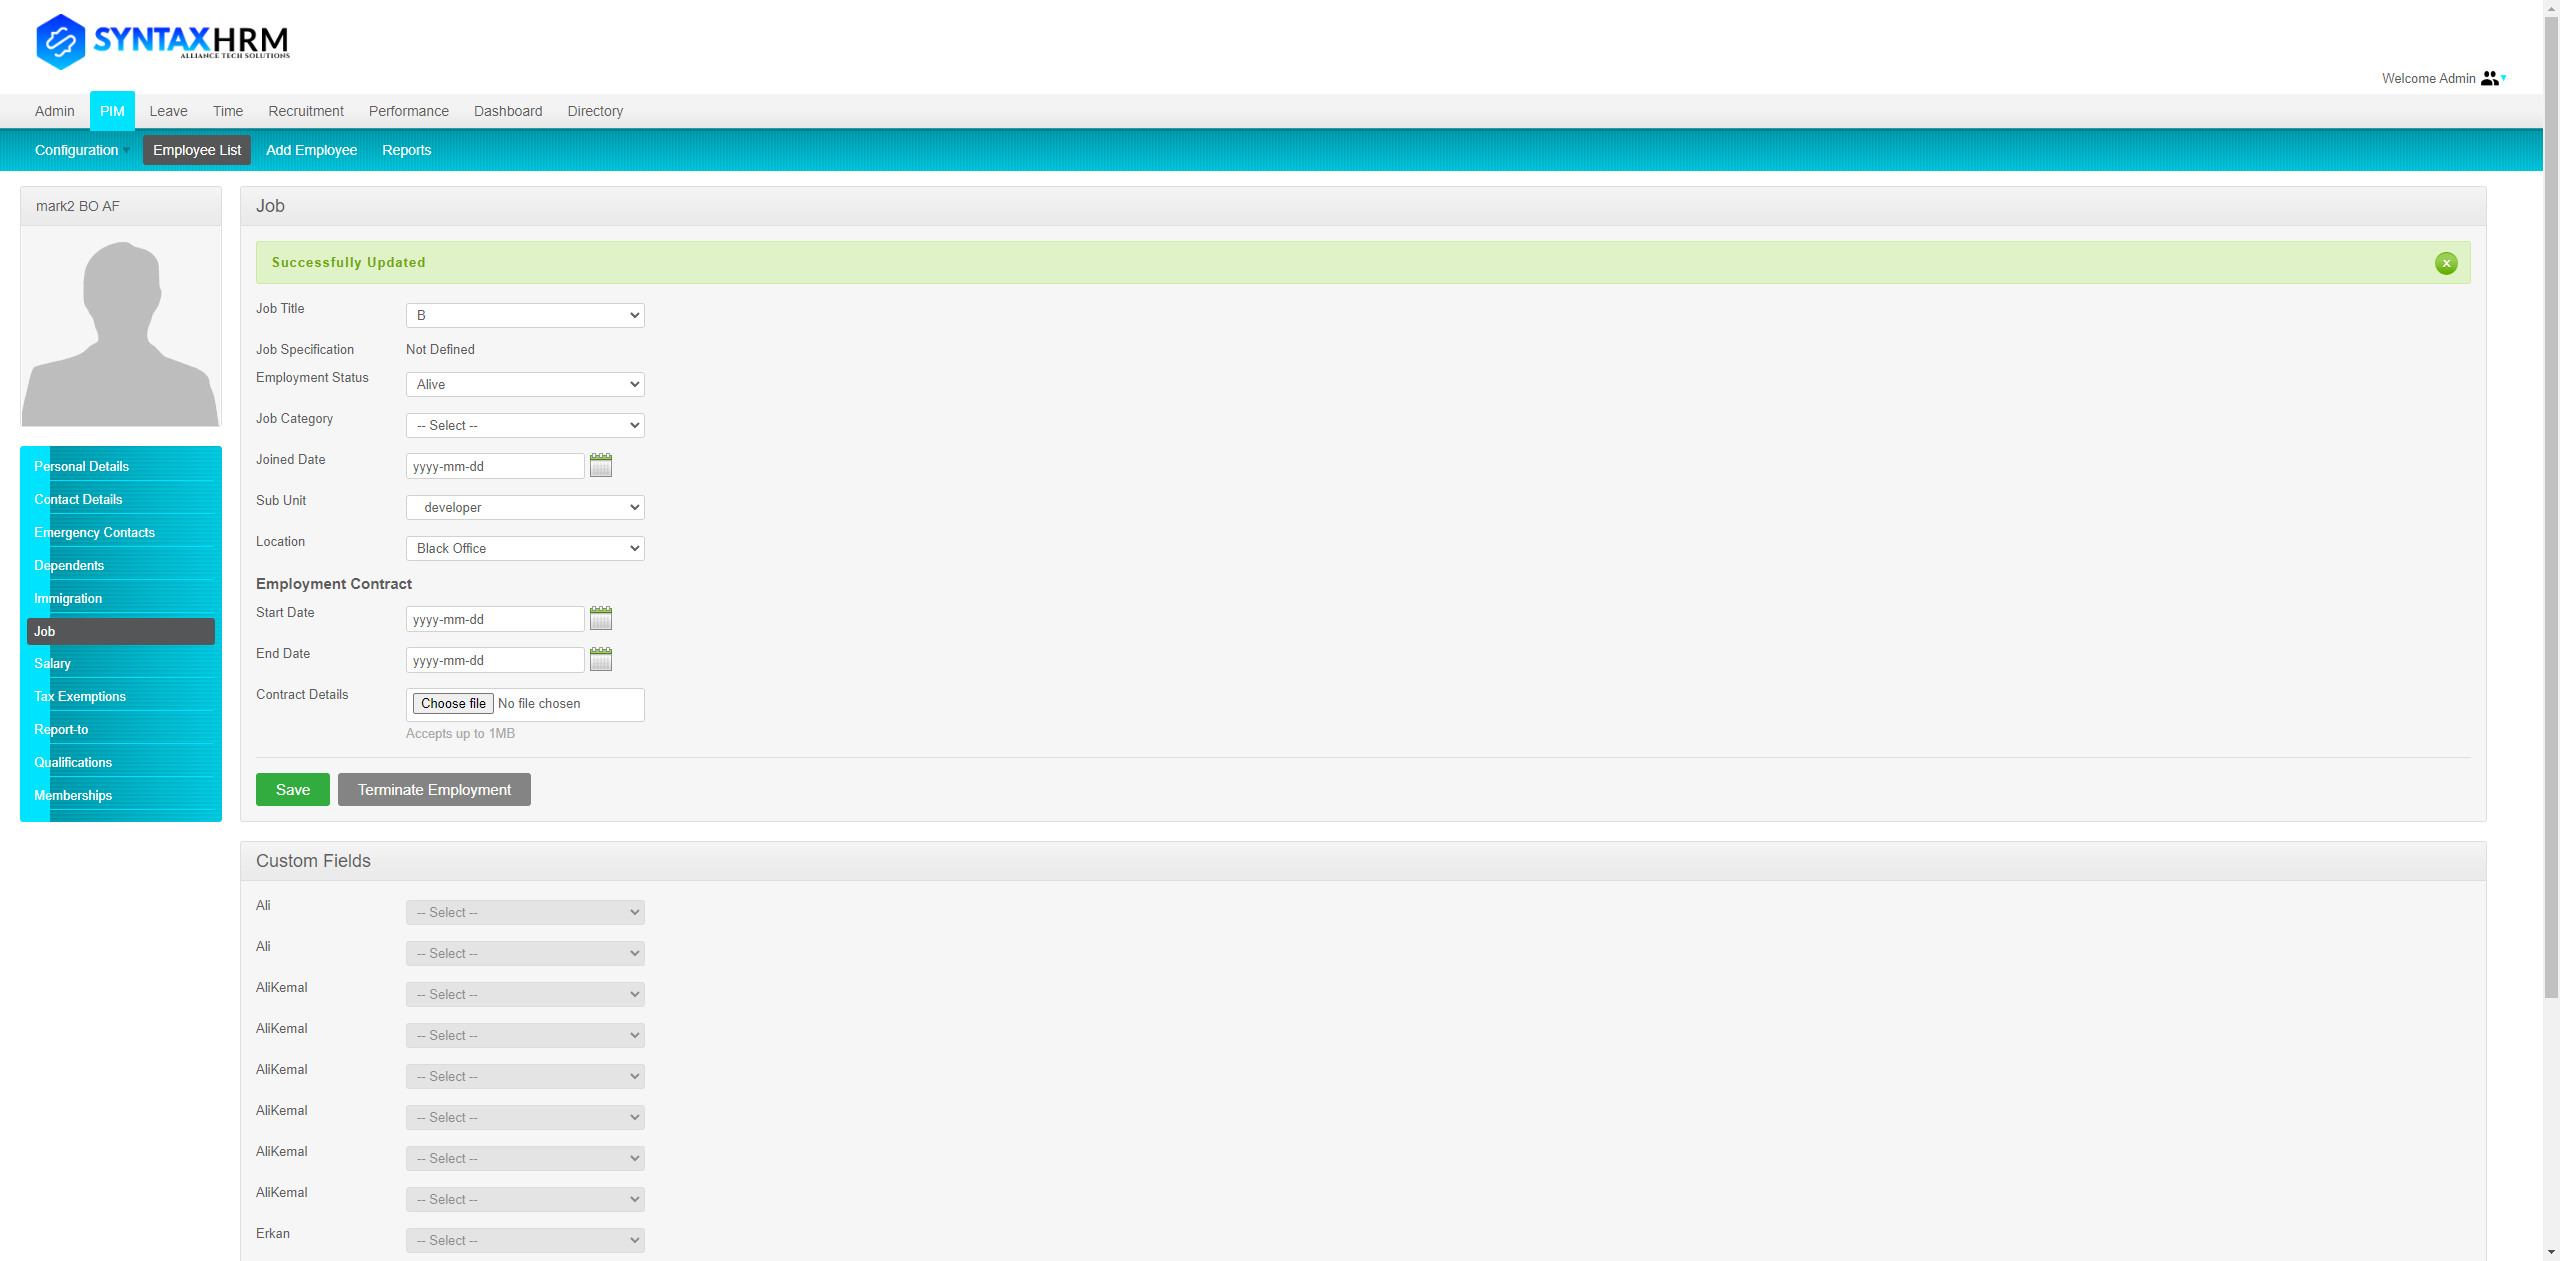 SYNTAXHRM
ALLIANCE TECH SOLUTIONS
Welcome Admin
Admin PIM Leave Time Recruitment Performance Dashboard Directory
Configuration Employee List Add Employee Reports
mark2 BO AF
Personal Details
Contact Details
Emergency Contacts
Dependents
Immigration
Job
Salary
Tax Exemptions
Report-to
Qualifications
Memberships
Job
Successfully Updated
x
Job Title B
Job Specification Not Defined
Employment Status Alive
Job Category -- Select --
Joined Date yyyy-mm-dd
Sub Unit developer
Location Black Office
Employment Contract
Start Date yyyy-mm-dd
End Date yyyy-mm-dd
Contract Details Choose file No file chosen
Accepts up to 1MB
Save Terminate Employment
Custom Fields
Ali -- Select --
Ali -- Select --
AliKemal -- Select --
AliKemal -- Select --
AliKemal -- Select --
AliKemal -- Select --
AliKemal -- Select --
AliKemal -- Select --
Erkan -- Select --